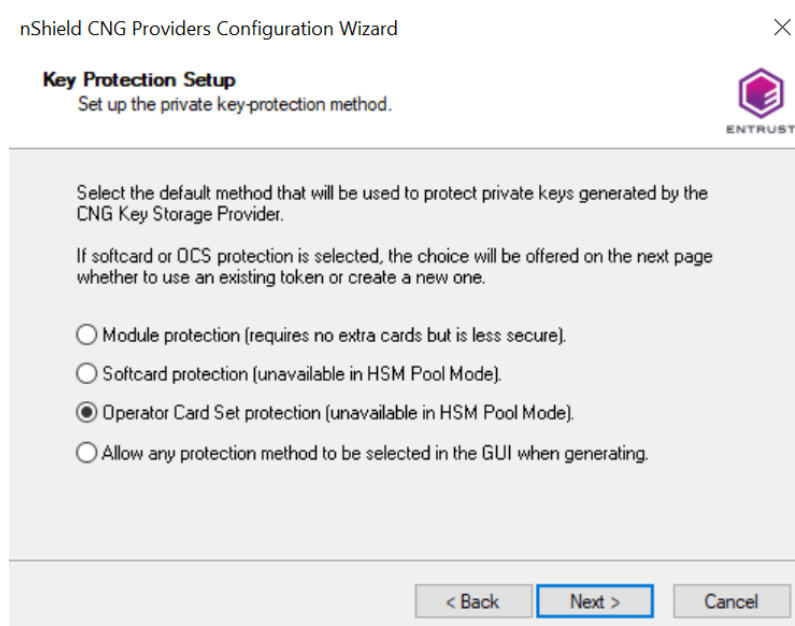 nShield CNG Providers Configuration Wizard
Key Protection Setup
Set up the private key-protection method.
ENTRUST
Select the default method that will be used to protect private keys generated by the
CNG Key Storage Provider.
If softcard or OCS protection is selected, the choice will be offered on the next page
whether to use an existing token or create a new one.
Module protection (requires no extra cards but is less secure).
Softcard protection (unavailable in HSM Pool Mode).
Operator Card Set protection (unavailable in HSM Pool Mode).
Allow any protection method to be selected in the GUI when generating.
< Back
Next >
Cancel